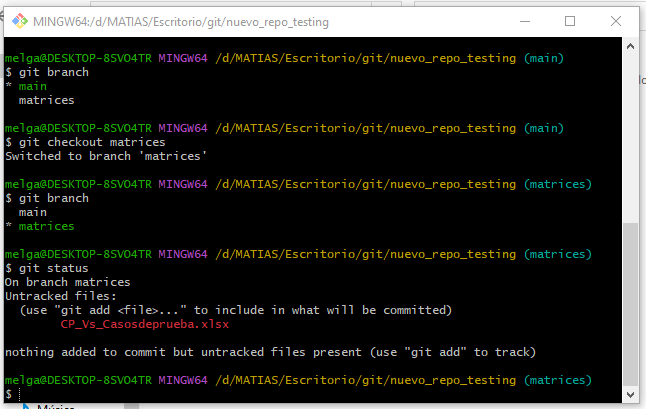 MINGW64:/d/MATIAS/Escritorio/git/nuevo_repo_testing
melga@DESKTOP-8SVO4TR MINGW64 /d/MATIAS/Escritorio/git/nuevo_repo_testing (main)
$ git branch
* main
  matrices
melga@DESKTOP-8SVO4TR MINGW64 /d/MATIAS/Escritorio/git/nuevo_repo_testing (main)
$ git checkout matrices
Switched to branch 'matrices'
melga@DESKTOP-8SVO4TR MINGW64 /d/MATIAS/Escritorio/git/nuevo_repo_testing (matrices)
$ git branch
  main
* matrices
melga@DESKTOP-8SVO4TR MINGW64 /d/MATIAS/Escritorio/git/nuevo_repo_testing (matrices)
$ git status
On branch matrices
Untracked files:
  (use "git add <file>..." to include in what will be committed)
        CP_Vs_Casosdeprueba.xlsx
nothing added to commit but untracked files present (use "git add" to track)
melga@DESKTOP-8SVO4TR MINGW64 /d/MATIAS/Escritorio/git/nuevo_repo_testing (matrices)
$